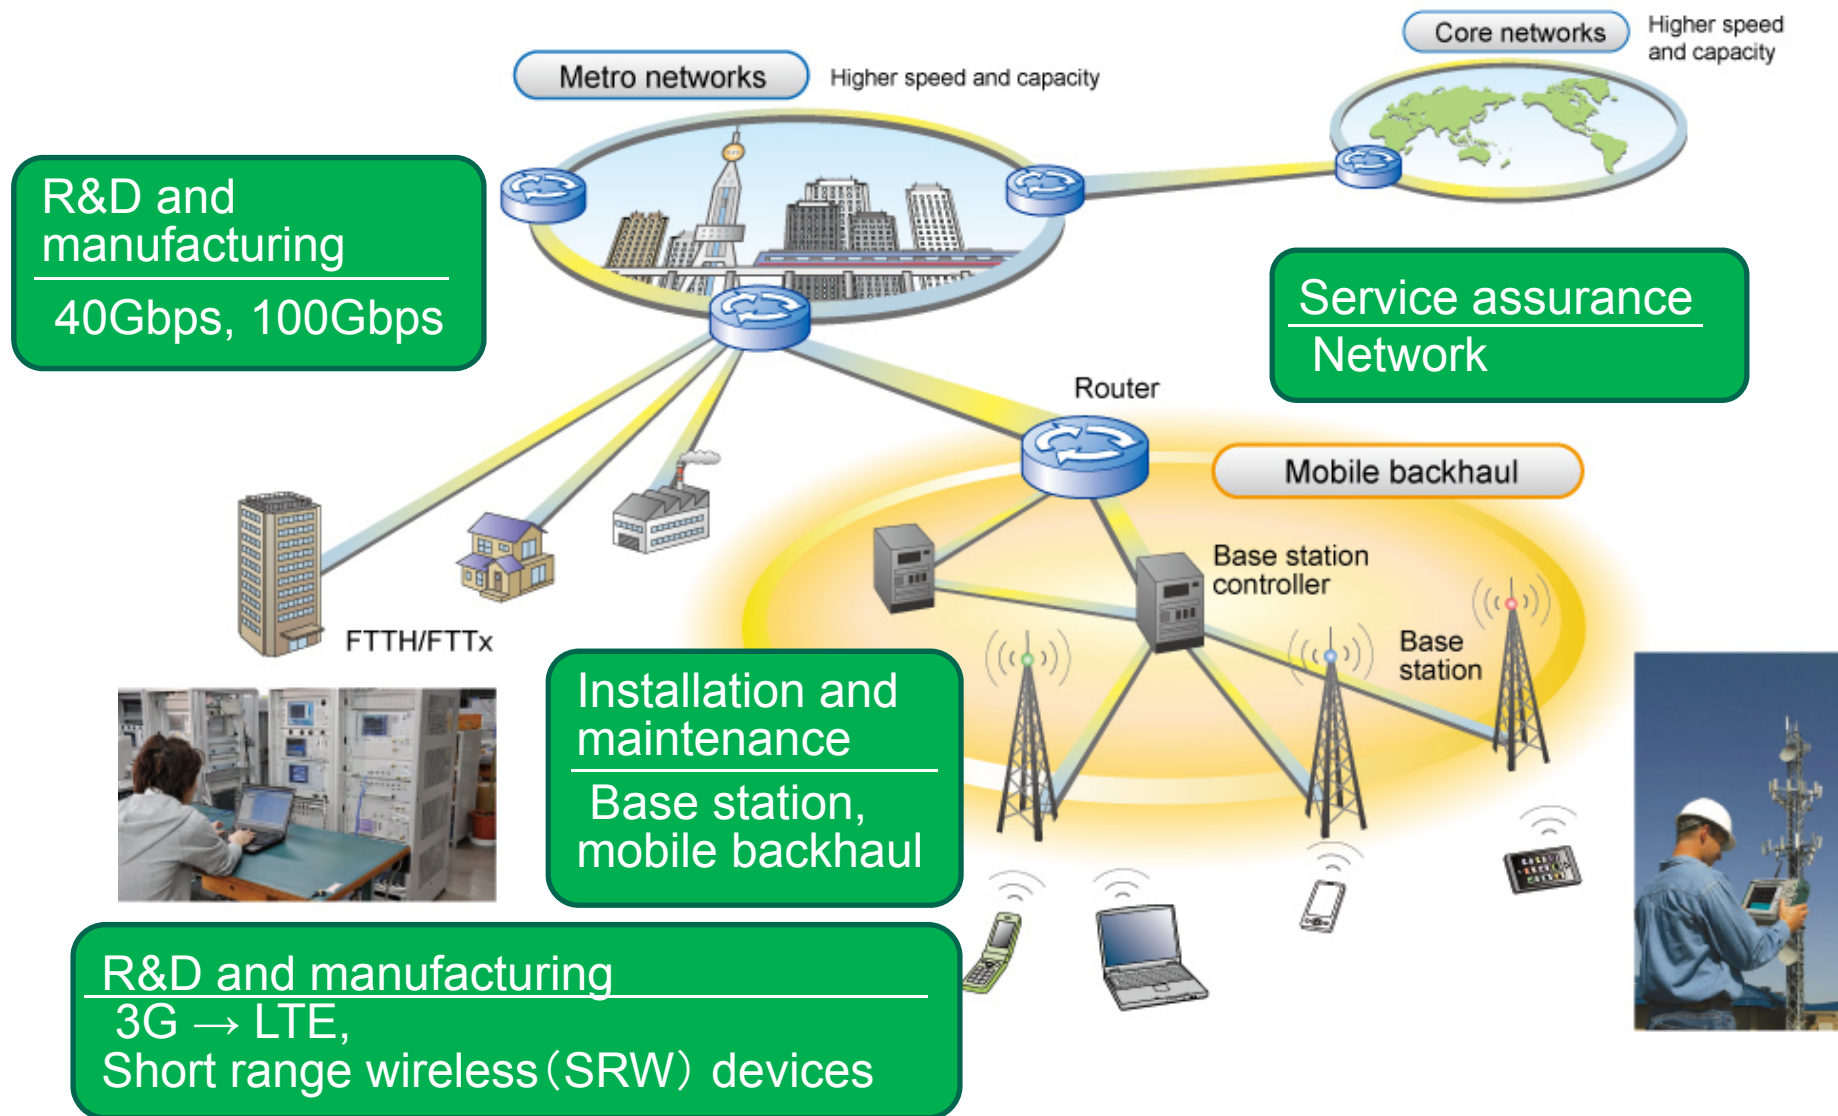 Core networks
Higher speed
and capacity
Metro networks
Higher speed and capacity
R&D and
manufacturing
40Gbps, 100Gbps
Service assurance
Network
Router
Mobile backhaul
Base station
controller
Base
station
FTTH/FTTx
Installation and
maintenance
Base station,
mobile backhaul
R&D and manufacturing
3G → LTE,
Short range wireless（SRW）devices